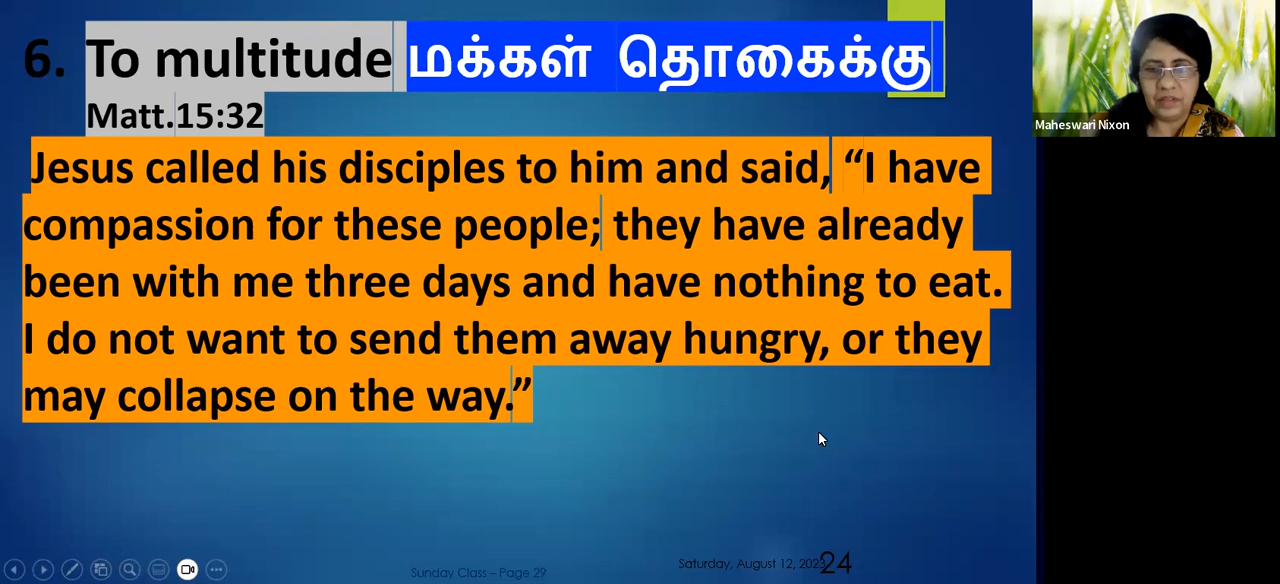 6. To multitude மக்கள் தொகைக்கு
Matt.15:32
Jesus called his disciples to him and said, “I have
compassion for these people; they have already
been with me three days and have nothing to eat.
I do not want to send them away hungry, or they
may collapse on the way.”
Maheswari Nixon
Sunday Class – Page 29
Saturday, August 12, 2023
24